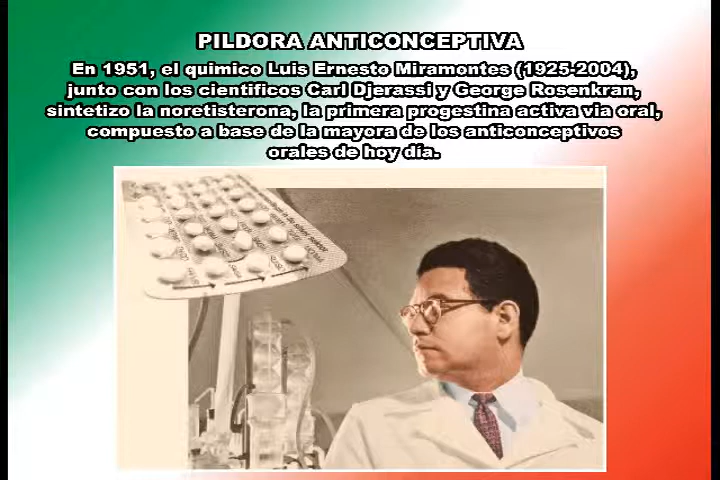 PILDORA ANTICONCEPTIVA
En 1951, el quimico Luis Ernesto Miramontes (1925-2004),
junto con los cientificos Carl Djerassi y George Rosenkran,
sintetizo la noretisterona, la primera progestina activa via oral,
compuesto a base de la mayora de los anticonceptivos
orales de hoy día.